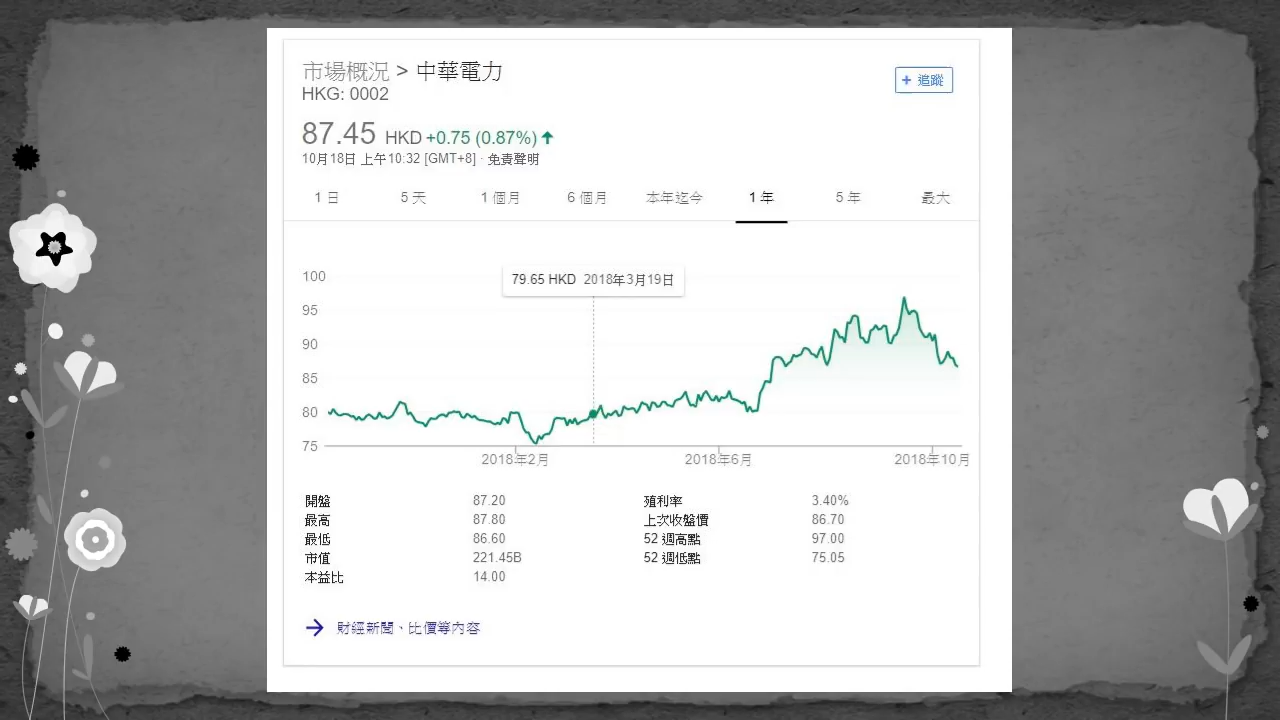 市場概況 > 中華電力
HKG: 0002
+ 追蹤
87.45 HKD +0.75 (0.87%)
10月18日 上午10:32 [GMT+8] · 免責聲明
1 日 5 天 1 個月 6 個月 本年迄今 1 年 5 年 最大
79.65 HKD 2018年3月19日
100
95
90
85
80
75
2018年2月 2018年6月 2018年10月
開盤 87.20 殖利率 3.40%
最高 87.80 上次收盤價 86.70
最低 86.60 52 週高點 97.00
市值 221.45B 52 週低點 75.05
本益比 14.00
財經新聞、比價等內容